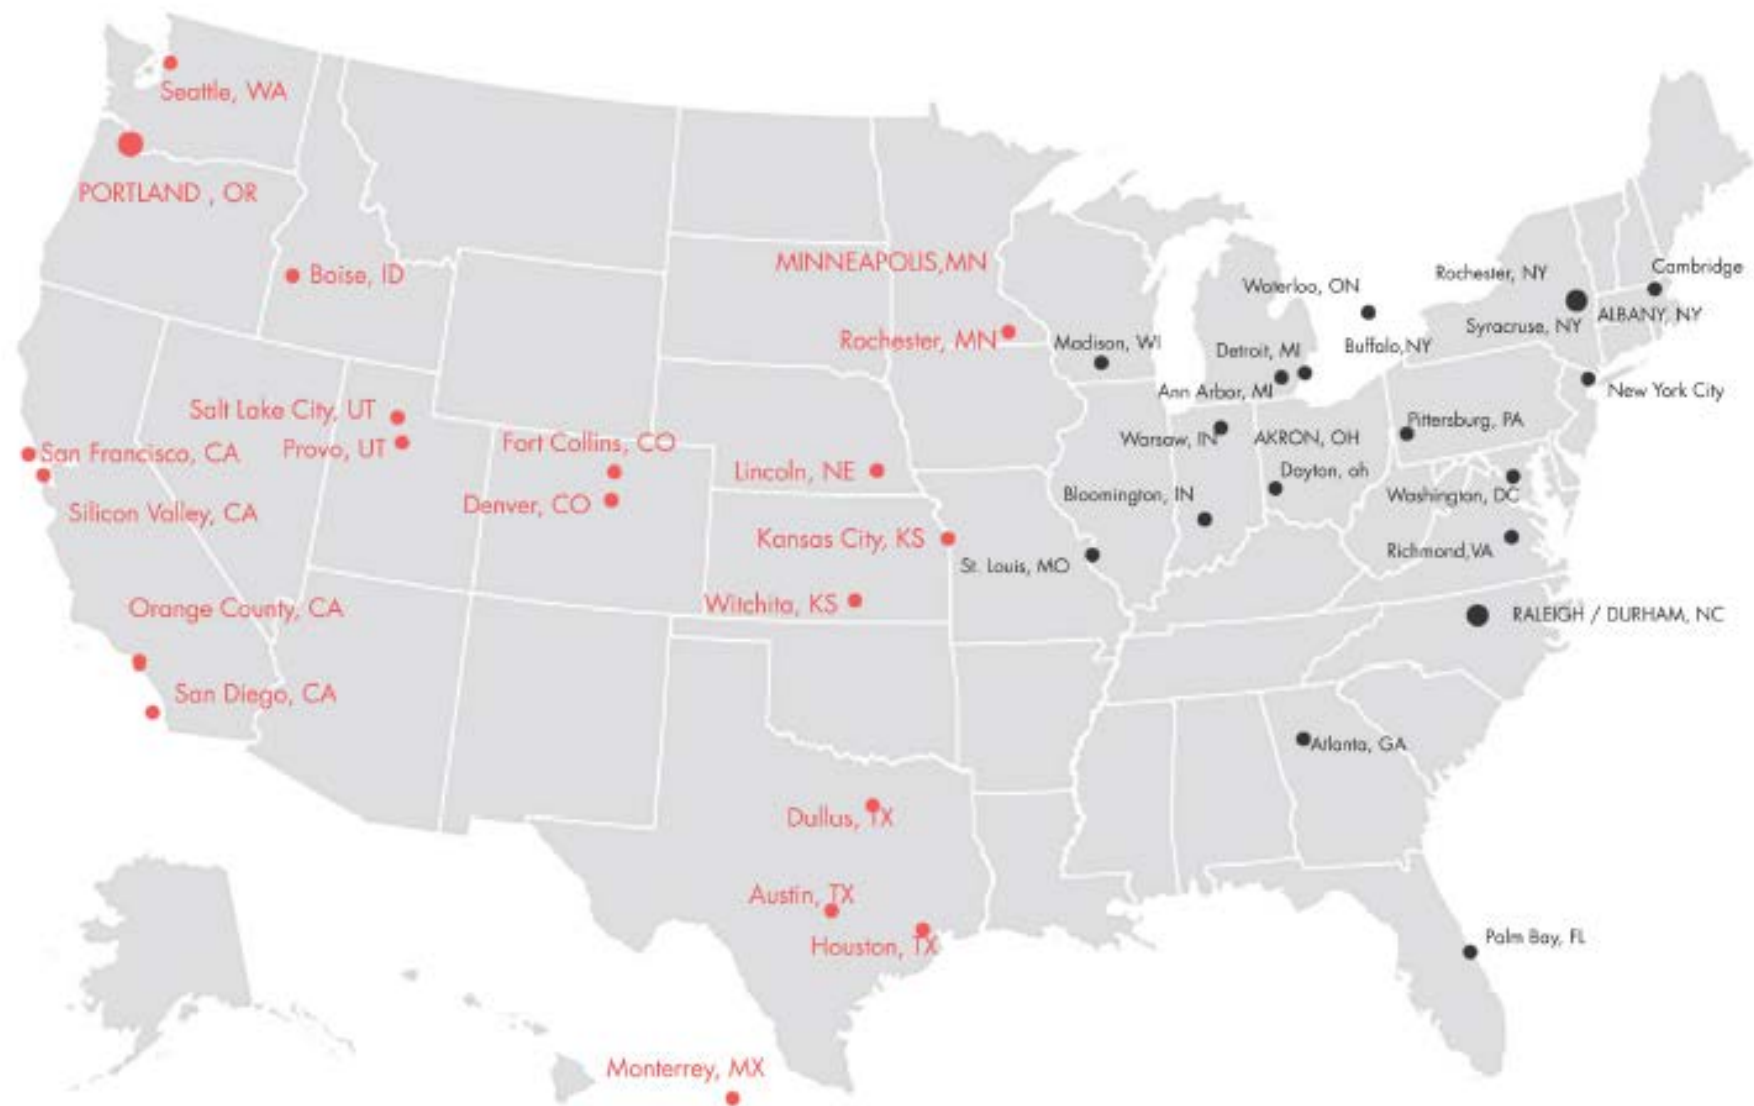 Seattle, WA
PORTLAND , OR
Boise, ID
MINNEAPOLIS,MN
Rochester, MN
Madison, WI
Waterloo, ON
Rochester, NY
Cambridge
Syracruse, NY
ALBANY, NY
Buffalo,NY
Detroit, MI
Ann Arbor, MI
New York City
Salt Lake City, UT
Provo, UT
San Francisco, CA
Silicon Valley, CA
Fort Collins, CO
Denver, CO
Lincoln, NE
Warsaw, IN
AKRON, OH
Pittersburg, PA
Dayton, oh
Bloomington, IN
Washington, DC
Kansas City, KS
St. Louis, MO
Richmond,VA
Witchita, KS
Orange County, CA
RALEIGH / DURHAM, NC
San Diego, CA
Atlanta, GA
Dullus, TX
Austin, TX
Houston, TX
Palm Bay, FL
Monterrey, MX